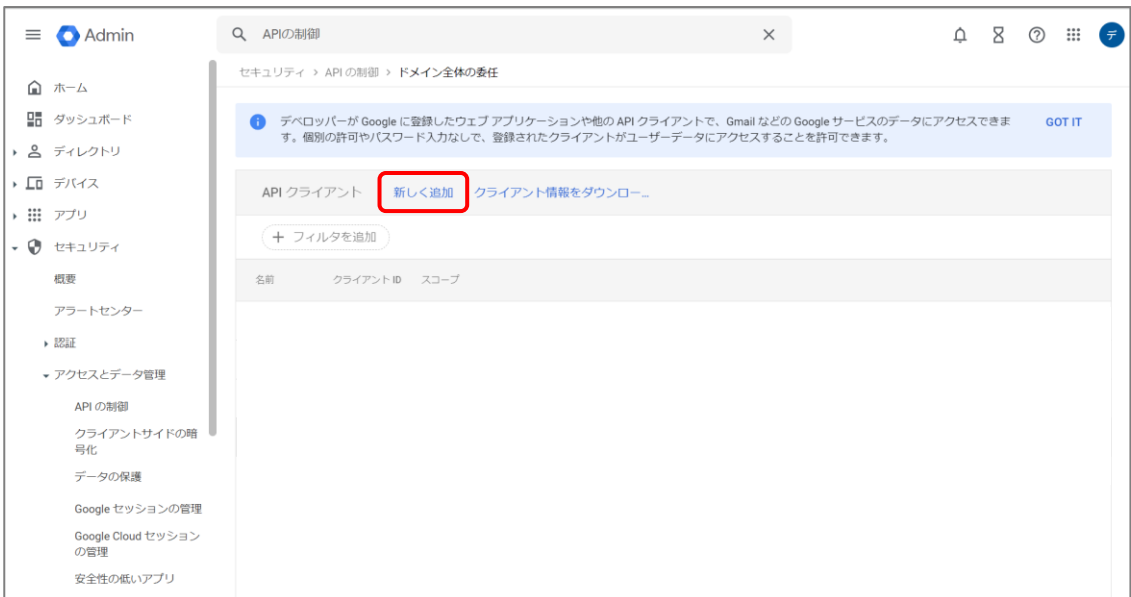 Admin
APIの制御
デ
セキュリティ > API の制御 > ドメイン全体の委任
ホーム
ダッシュボード
ディレクトリ
デバイス
アプリ
セキュリティ
概要
アラートセンター
認証
アクセスとデータ管理
API の制御
クライアントサイドの暗
号化
データの保護
Google セッションの管理
Google Cloud セッション
の管理
安全性の低いアプリ
デベロッパーが Google に登録したウェブ アプリケーションや他の API クライアントで、Gmail などの Google サービスのデータにアクセスできま
す。個別の許可やパスワード入力なしで、登録されたクライアントがユーザーデータにアクセスすることを許可できます。
GOT IT
API クライアント 新しく追加 クライアント情報をダウンロー...
+ フィルタを追加
名前 クライアント ID スコープ